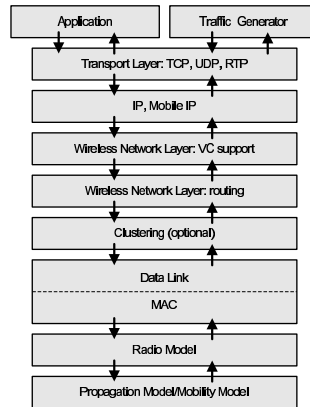 Application
Traffic Generator
Transport Layer: TCP, UDP, RTP
IP, Mobile IP
Wireless Network Layer: VC support
Wireless Network Layer: routing
Clustering (optional)
Data Link
MAC
Radio Model
Propagation Model/Mobility Model